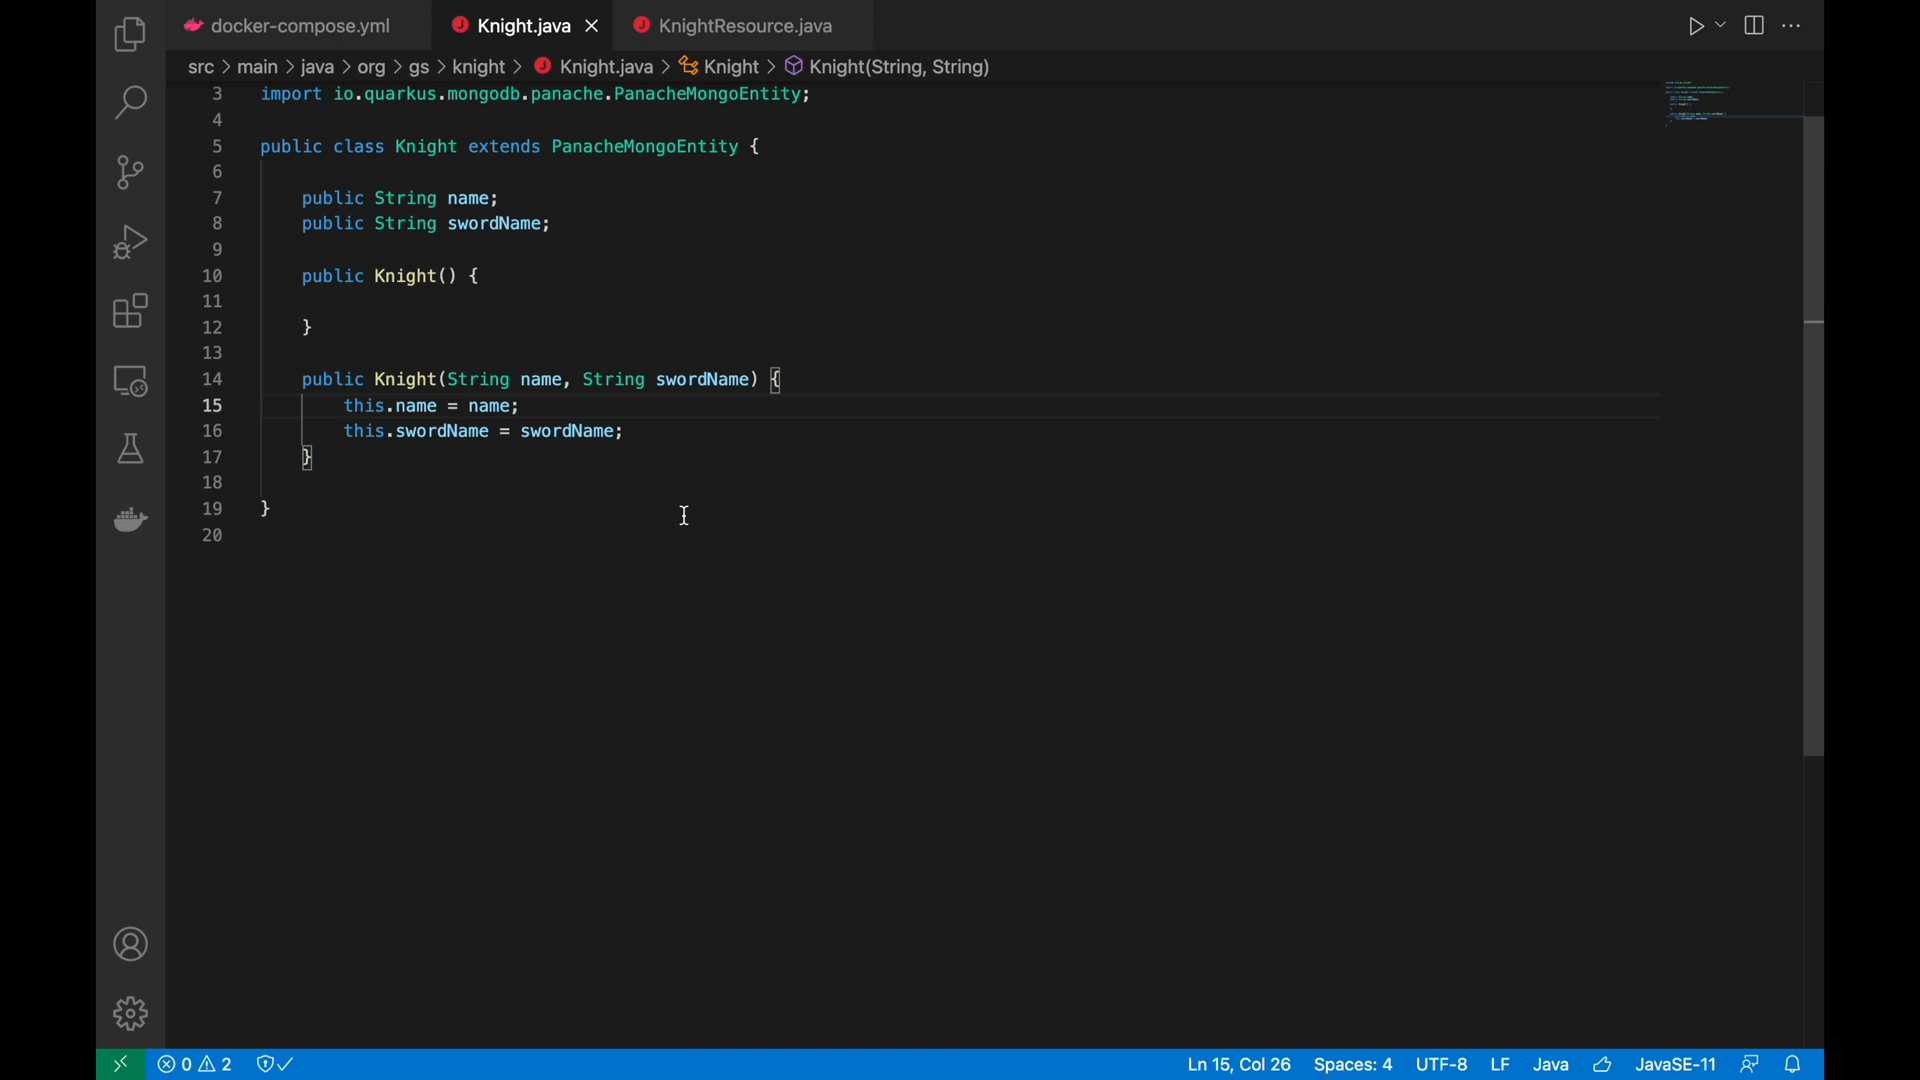 docker-compose.yml
Knight.java
KnightResource.java
src > main > java > org > gs > knight > Knight.java > Knight > Knight(String, String)
3 import io.quarkus.mongodb.panache.PanacheMongoEntity;
4
5 public class Knight extends PanacheMongoEntity {
6
7 public String name;
8 public String swordName;
9
10 public Knight() {
11
12 }
13
14 public Knight(String name, String swordName) {
15 this.name = name;
16 this.swordName = swordName;
17 }
18
19 }
20
0 2 Ln 15, Col 26 Spaces: 4 UTF-8 LF Java JavaSE-11